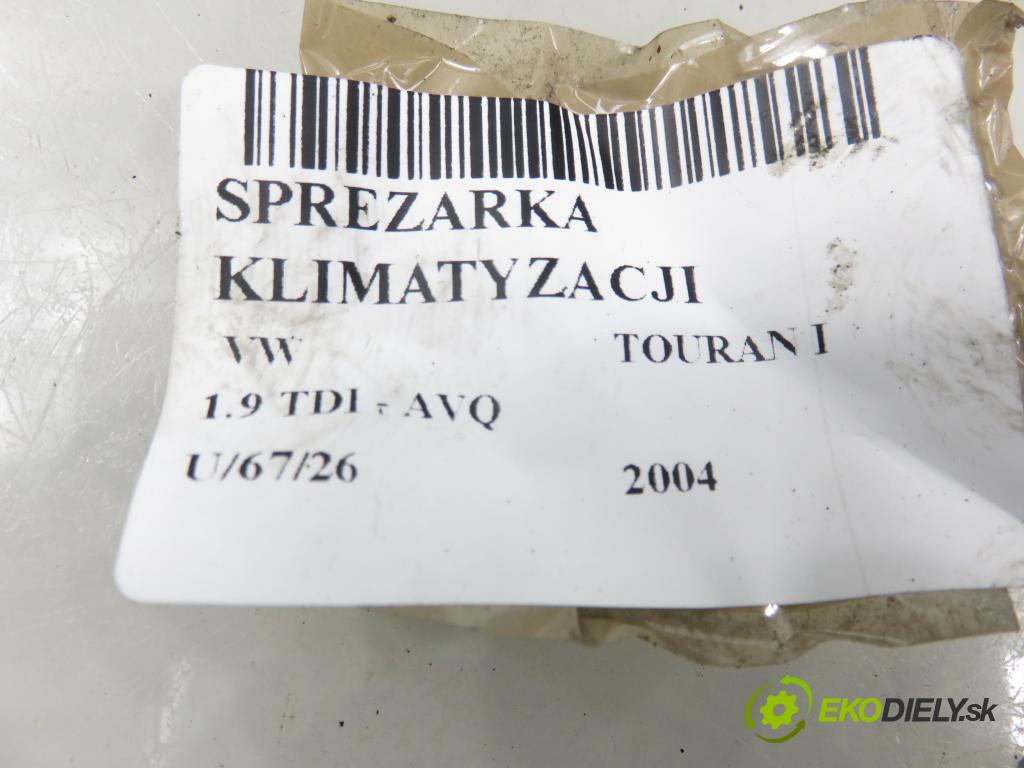 SPREZARKA
KLIMATYZACJI
VW TOURAN I
1.9 TDI - AVQ
U/67/26 2004
EKODIELY.sk